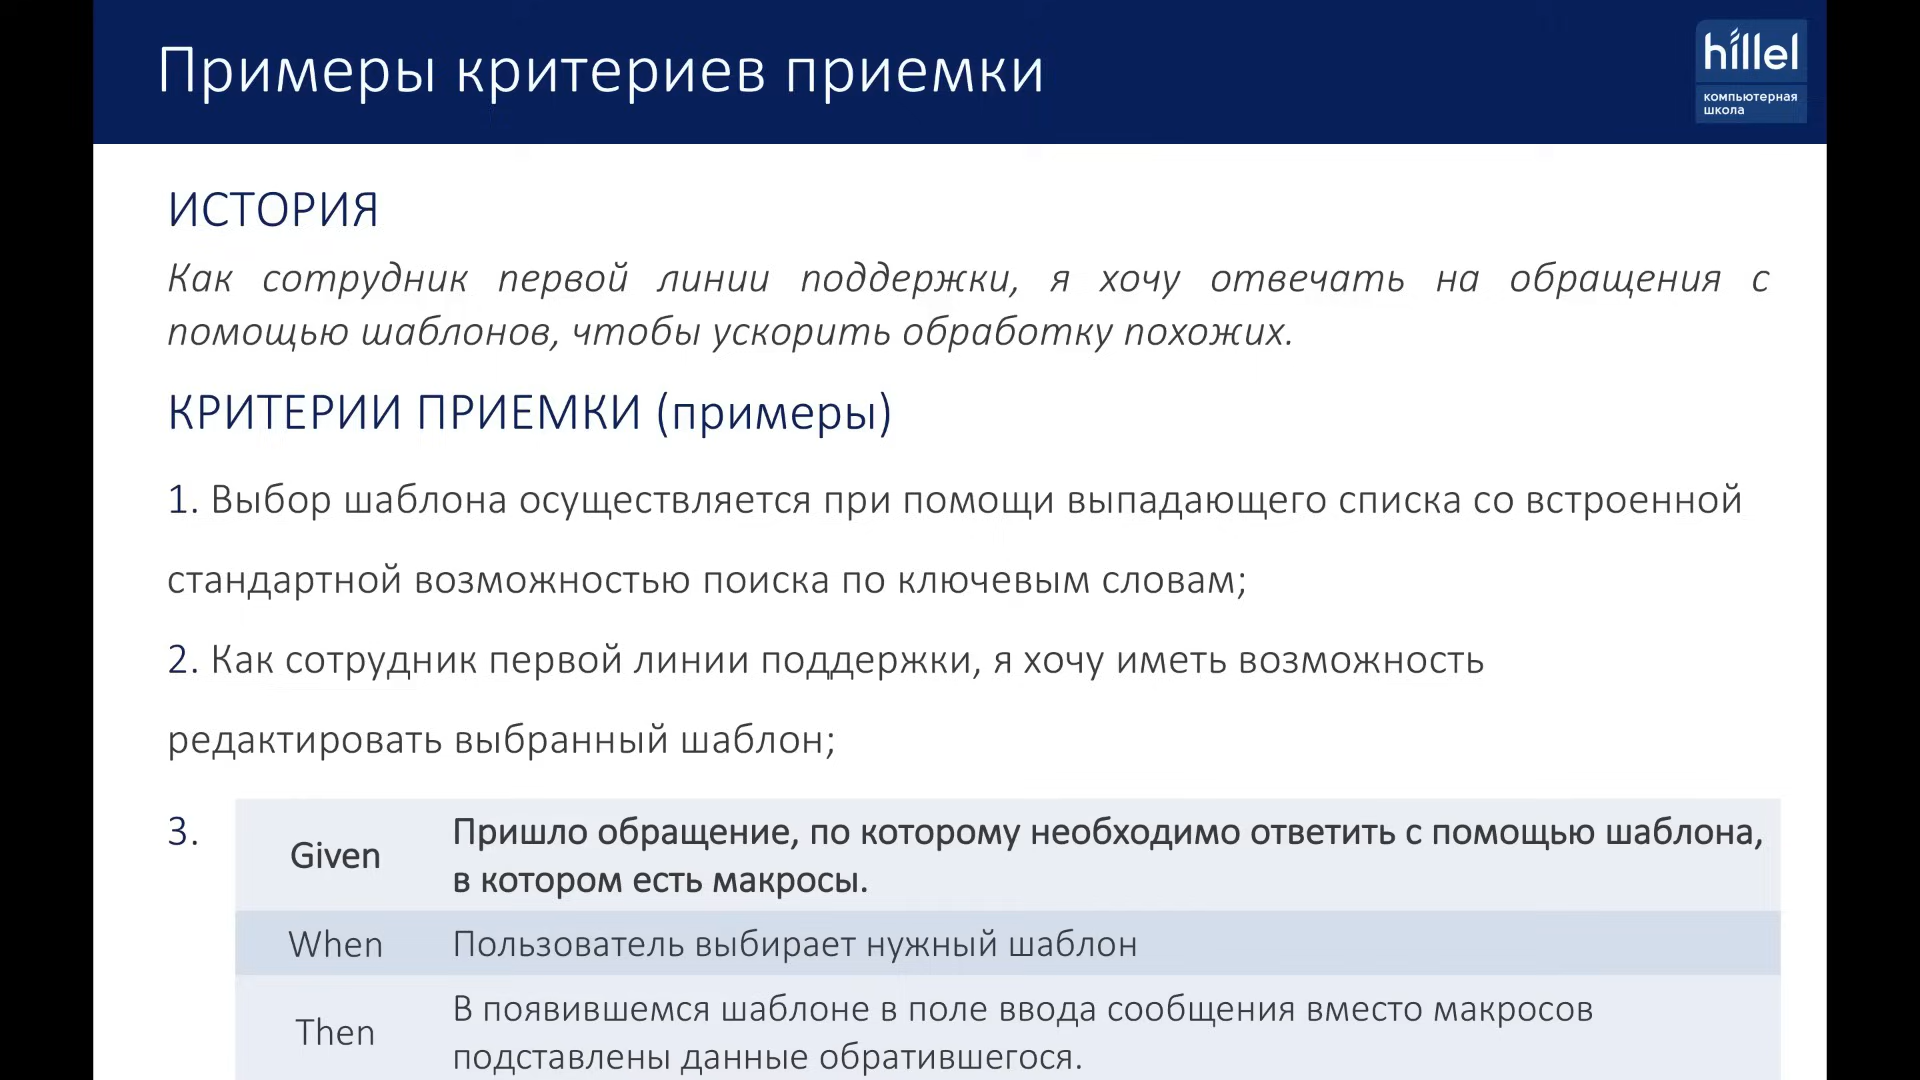 Примеры критериев приемки
hillel
компьютерная
школа
ИСТОРИЯ
Как сотрудник первой линии поддержки, я хочу отвечать на обращения с
помощью шаблонов, чтобы ускорить обработку похожих.
КРИТЕРИИ ПРИЕМКИ (примеры)
1. Выбор шаблона осуществляется при помощи выпадающего списка со встроенной
стандартной возможностью поиска по ключевым словам;
2. Как сотрудник первой линии поддержки, я хочу иметь возможность
редактировать выбранный шаблон;
3.
Given
Пришло обращение, по которому необходимо ответить с помощью шаблона,
в котором есть макросы.
When
Пользователь выбирает нужный шаблон
Then
В появившемся шаблоне в поле ввода сообщения вместо макросов
подставлены данные обратившегося.